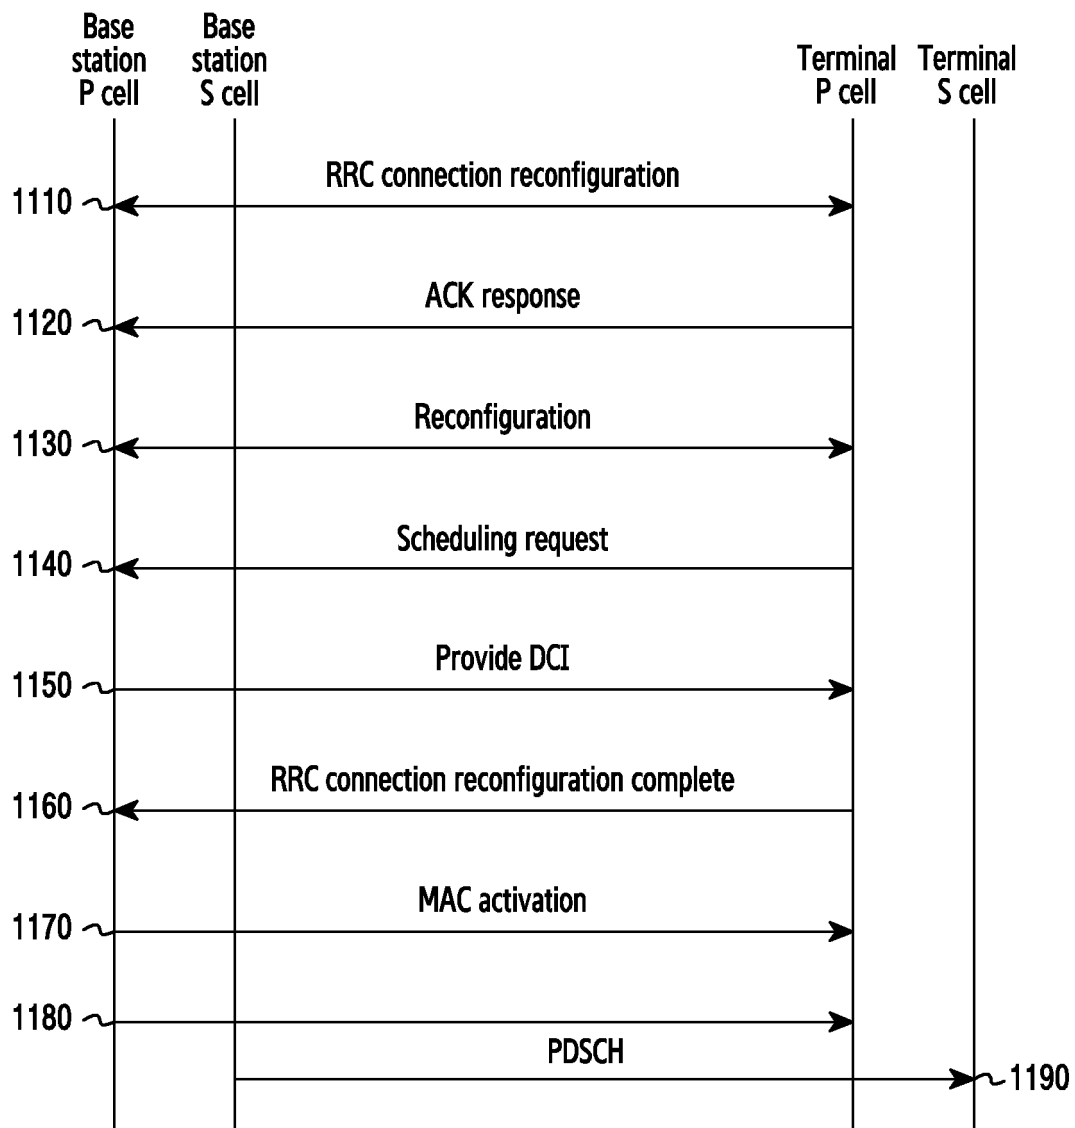 Base
station
P cell
Base
station
S cell
Terminal
P cell
Terminal
S cell
RRC connection reconfiguration
1110
ACK response
1120
Reconfiguration
1130
Scheduling request
1140
Provide DCI
1150
RRC connection reconfiguration complete
1160
MAC activation
1170
1180
PDSCH
1190